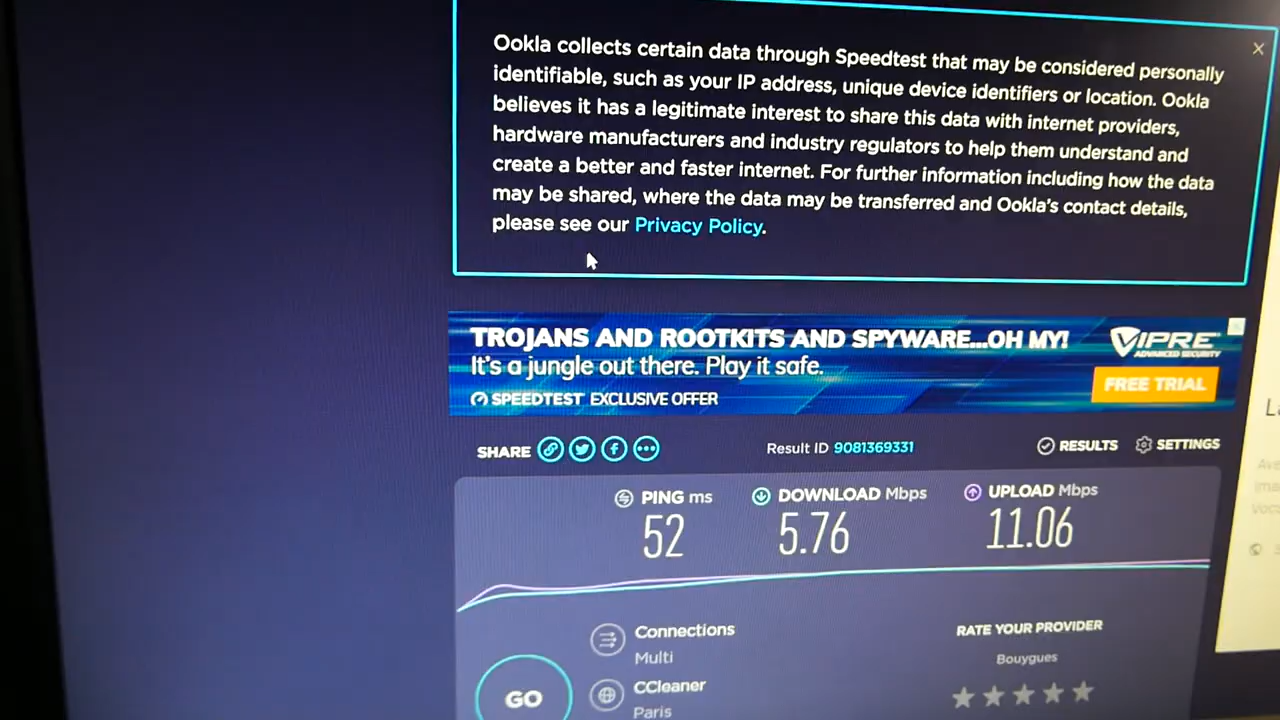 Ookla collects certain data through Speedtest that may be considered personally
identifiable, such as your IP address, unique device identifiers or location. Ookla
believes it has a legitimate interest to share this data with internet providers,
hardware manufacturers and industry regulators to help them understand and
create a better and faster internet. For further information including how the data
may be shared, where the data may be transferred and Ookla's contact details,
please see our Privacy Policy.
TROJANS AND ROOTKITS AND SPYWARE...OH MY!
It's a jungle out there. Play it safe.
SPEEDTEST EXCLUSIVE OFFER
VIPRE
ADVANCED SECURITY
FREE TRIAL
SHARE
Result ID 9081369331
RESULTS
SETTINGS
PING ms
52
DOWNLOAD Mbps
5.76
UPLOAD Mbps
11.06
Connections
Multi
CCleaner
Paris
GO
RATE YOUR PROVIDER
Bouygues